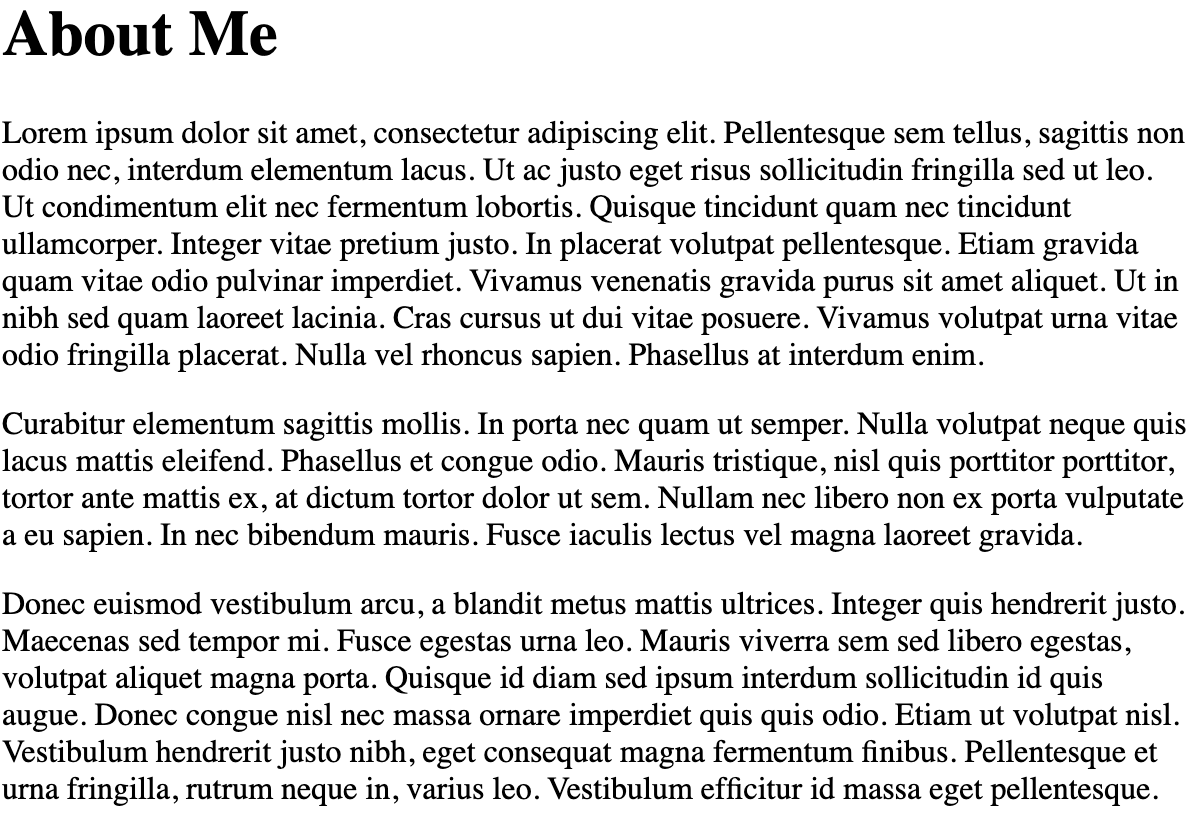 About Me
Lorem ipsum dolor sit amet, consectetur adipiscing elit. Pellentesque sem tellus, sagittis non
odio nec, interdum elementum lacus. Ut ac justo eget risus sollicitudin fringilla sed ut leo.
Ut condimentum elit nec fermentum lobortis. Quisque tincidunt quam nec tincidunt
ullamcorper. Integer vitae pretium justo. In placerat volutpat pellentesque. Etiam gravida
quam vitae odio pulvinar imperdiet. Vivamus venenatis gravida purus sit amet aliquet. Ut in
nibh sed quam laoreet lacinia. Cras cursus ut dui vitae posuere. Vivamus volutpat urna vitae
odio fringilla placerat. Nulla vel rhoncus sapien. Phasellus at interdum enim.
Curabitur elementum sagittis mollis. In porta nec quam ut semper. Nulla volutpat neque quis
lacus mattis eleifend. Phasellus et congue odio. Mauris tristique, nisl quis porttitor porttitor,
tortor ante mattis ex, at dictum tortor dolor ut sem. Nullam nec libero non ex porta vulputate
a eu sapien. In nec bibendum mauris. Fusce iaculis lectus vel magna laoreet gravida.
Donec euismod vestibulum arcu, a blandit metus mattis ultrices. Integer quis hendrerit justo.
Maecenas sed tempor mi. Fusce egestas urna leo. Mauris viverra sem sed libero egestas,
volutpat aliquet magna porta. Quisque id diam sed ipsum interdum sollicitudin id quis
augue. Donec congue nisl nec massa ornare imperdiet quis quis odio. Etiam ut volutpat nisl.
Vestibulum hendrerit justo nibh, eget consequat magna fermentum finibus. Pellentesque et
urna fringilla, rutrum neque in, varius leo. Vestibulum efficitur id massa eget pellentesque.